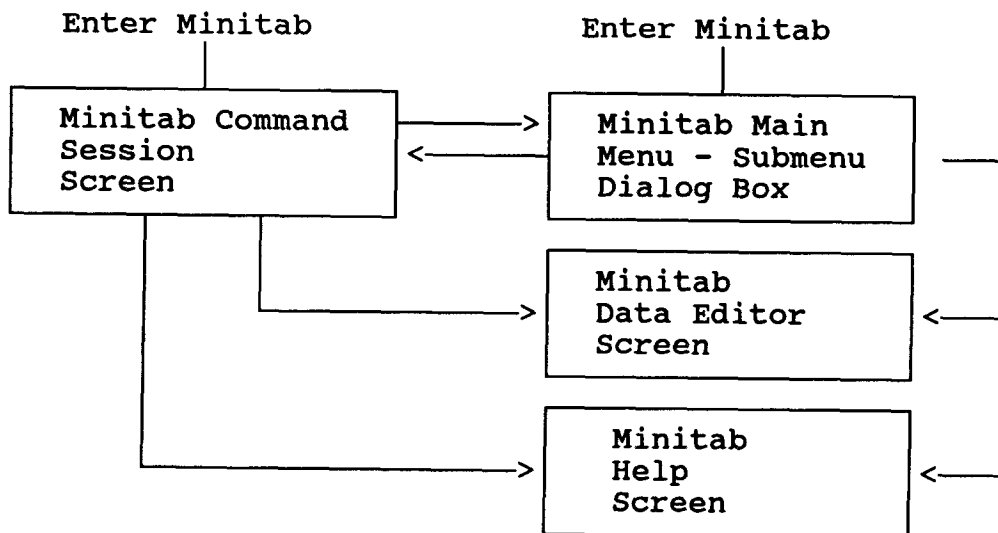 Enter Minitab
Enter Minitab
Minitab Command
Session
Screen
Minitab Main
Menu - Submenu
Dialog Box
Minitab
Data Editor
Screen
Minitab
Help
Screen